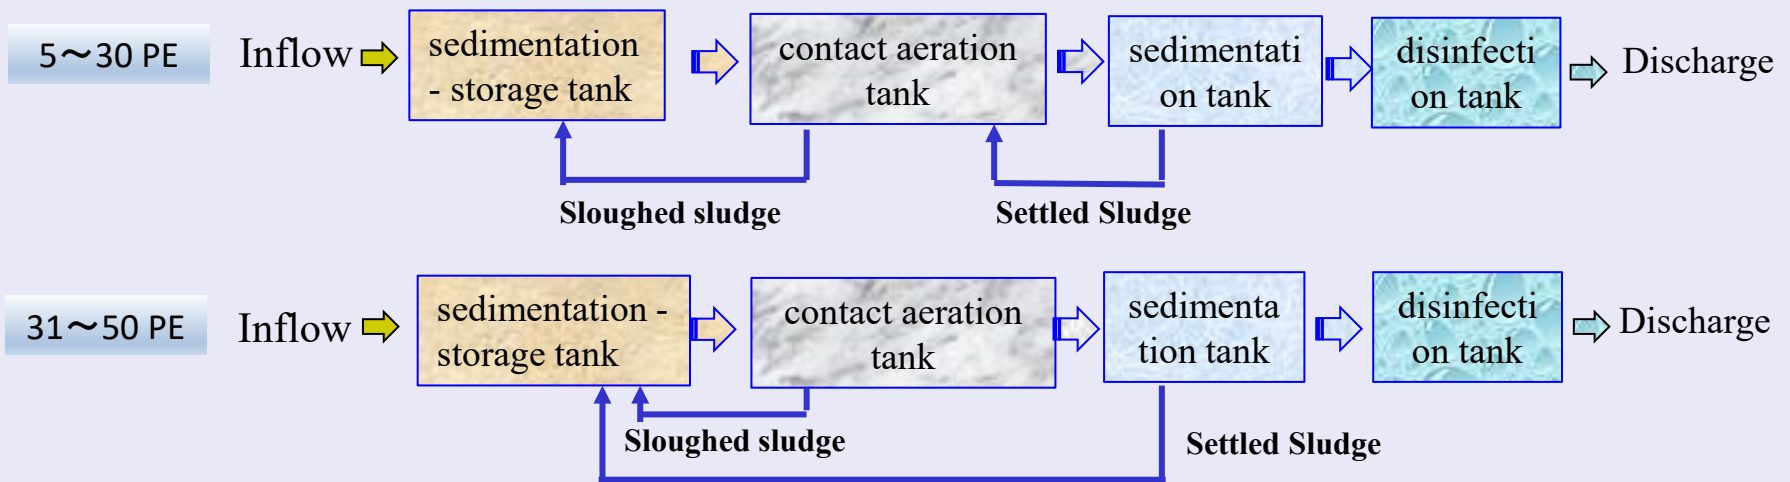 5～30 PE
Inflow
sedimentation
- storage tank
contact aeration
tank
sedimentati
on tank
disinfecti
on tank
Discharge
Sloughed sludge
Settled Sludge
31～50 PE
Inflow
sedimentation -
storage tank
contact aeration
tank
sedimenta
tion tank
disinfecti
on tank
Discharge
Sloughed sludge
Settled Sludge